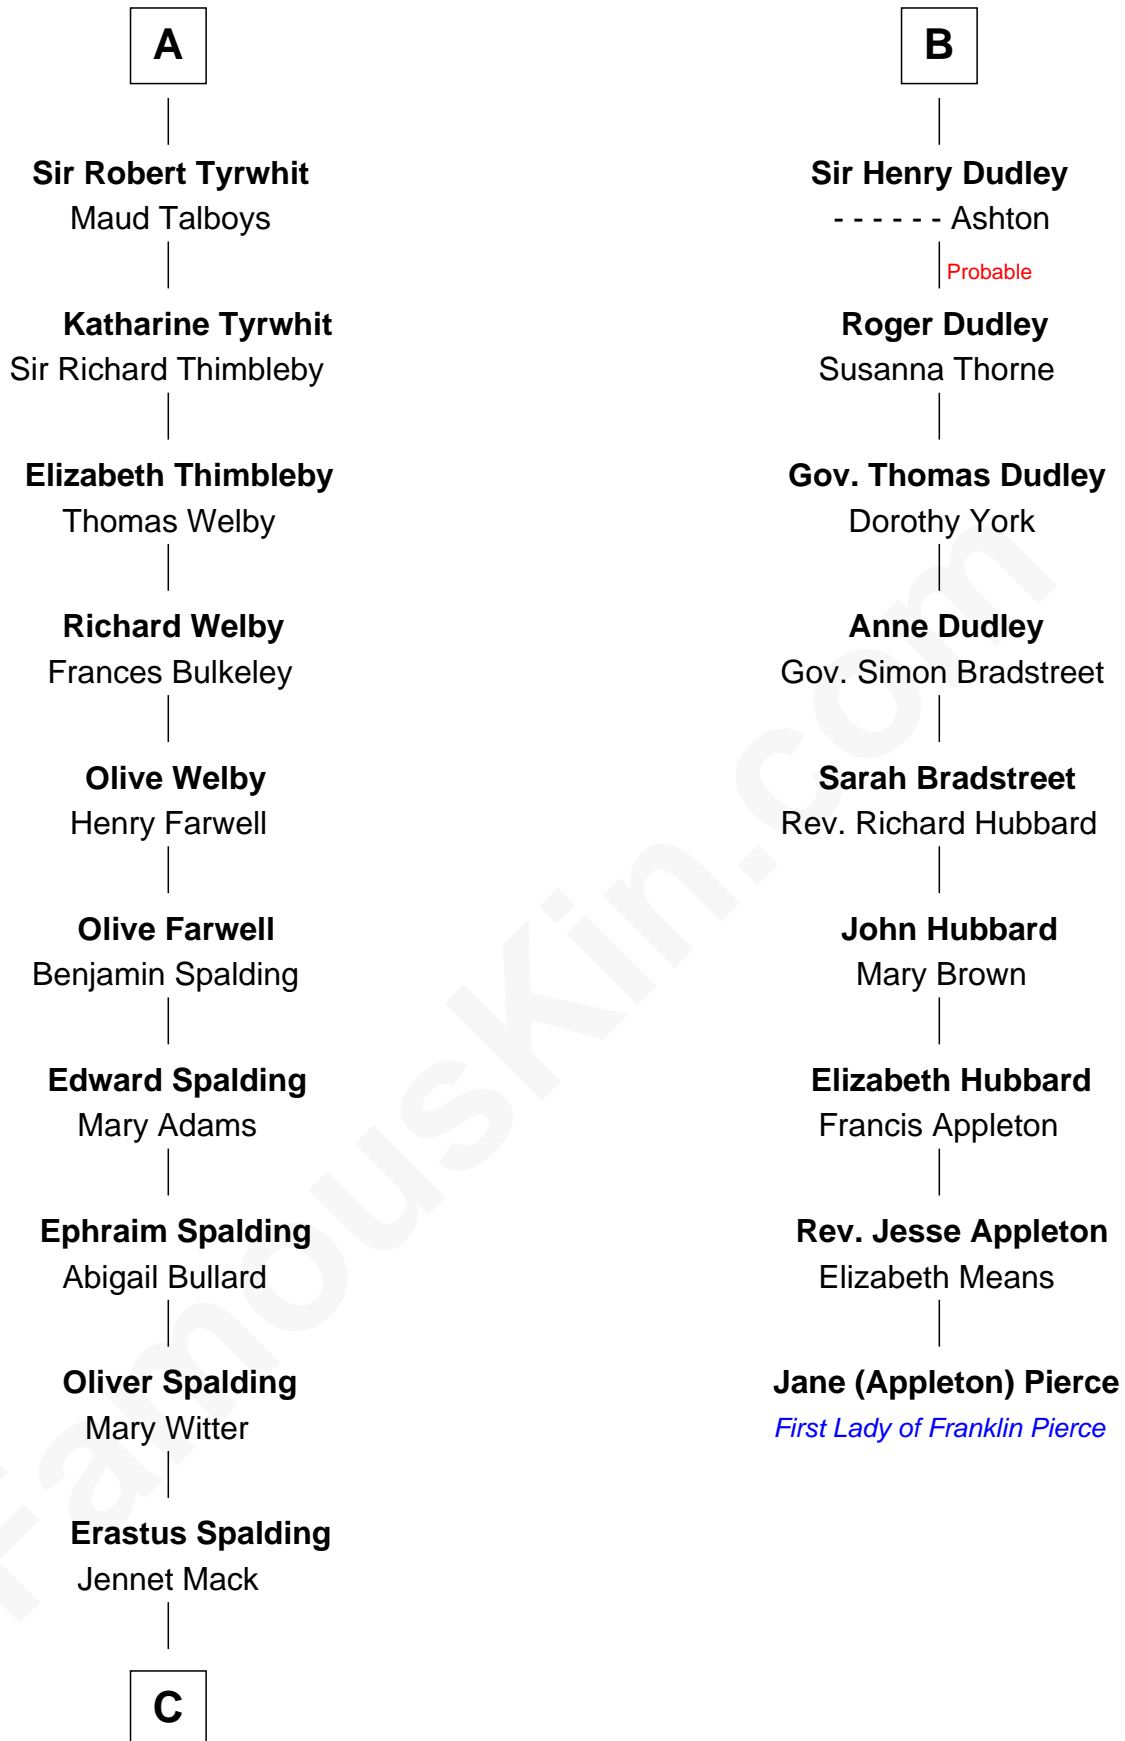 A
Sir Robert Tyrwhit
Maud Talboys
Katharine Tyrwhit
Sir Richard Thimbleby
Elizabeth Thimbleby
Thomas Welby
Richard Welby
Frances Bulkeley
Olive Welby
Henry Farwell
Olive Farwell
Benjamin Spalding
Edward Spalding
Mary Adams
Ephraim Spalding
Abigail Bullard
Oliver Spalding
Mary Witter
Erastus Spalding
Jennet Mack
C
B
Sir Henry Dudley
- - - - - - Ashton
Probable
Roger Dudley
Susanna Thorne
Gov. Thomas Dudley
Dorothy York
Anne Dudley
Gov. Simon Bradstreet
Sarah Bradstreet
Rev. Richard Hubbard
John Hubbard
Mary Brown
Elizabeth Hubbard
Francis Appleton
Rev. Jesse Appleton
Elizabeth Means
Jane (Appleton) Pierce
First Lady of Franklin Pierce
FamousKin.com